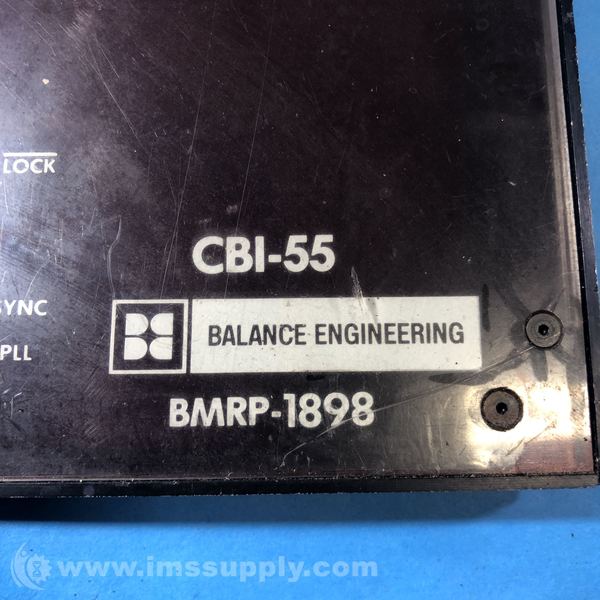 LOCK
CBI-55
SYNC
BALANCE ENGINEERING
PLL
BMRP-1898
www.imssupply.com